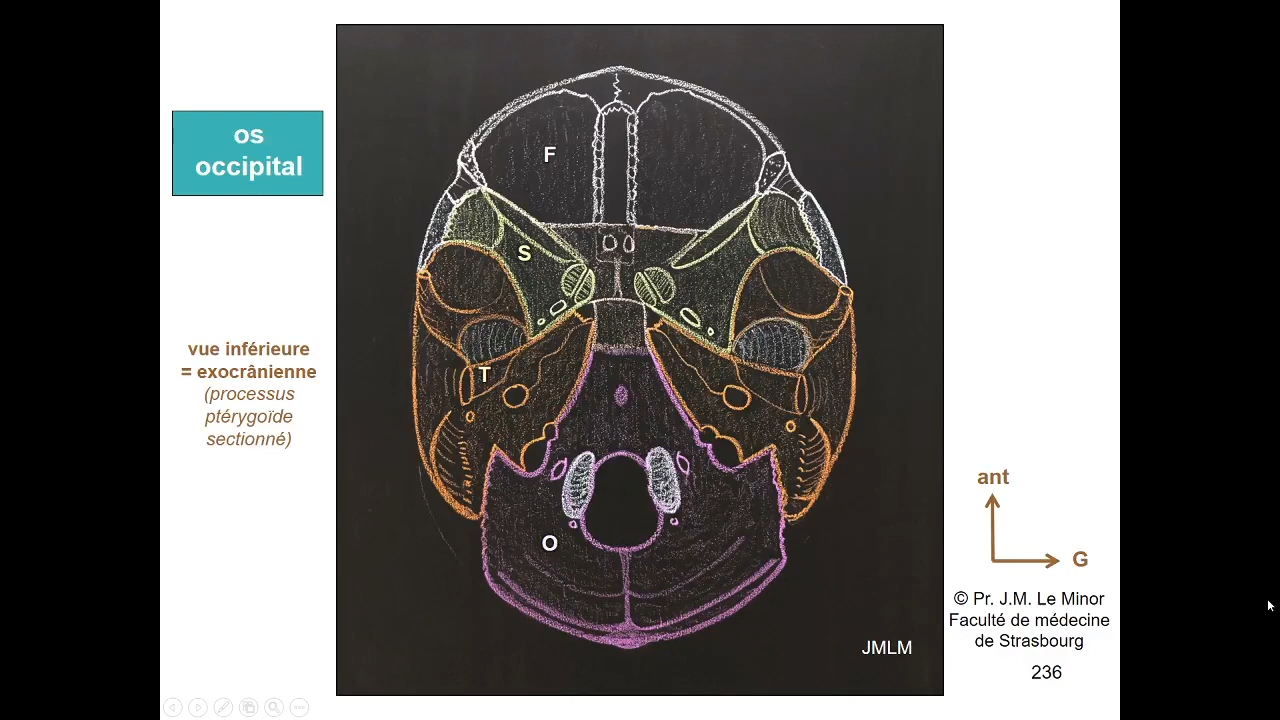 os
occipital
F
S
vue inférieure
= exocrânienne
(processus
ptérygoïde
sectionné)
T
ant
G
O
© Pr. J.M. Le Minor
Faculté de médecine
de Strasbourg
JMLM
236